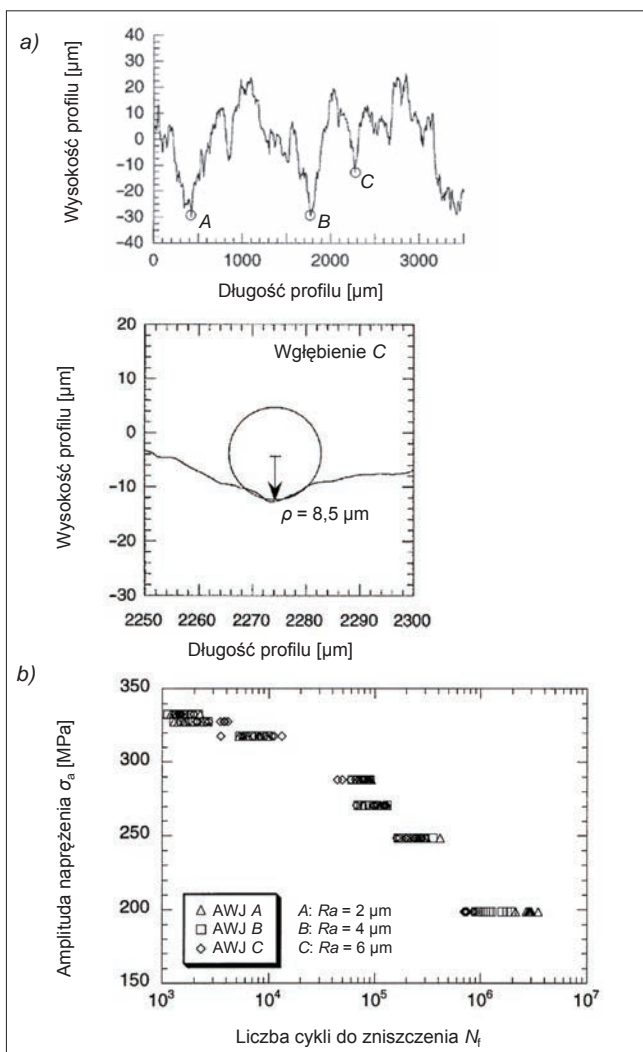 a)
Wysokość profilu [µm]
40
30
20
10
0
–10
–20
–30
–40
A
B
C
0 1000 2000 3000
Długość profilu [µm]
Wysokość profilu [µm]
20
10
0
–10
–20
–30
Wgłębienie C
ρ = 8,5 µm
2250 2260 2270 2280 2290 2300
Długość profilu [µm]
b)
Amplituda naprężenia σa [MPa]
350
300
250
200
150
AWJ A A: Ra = 2 µm
AWJ B B: Ra = 4 µm
AWJ C C: Ra = 6 µm
10³ 10⁴ 10⁵ 10⁶ 10⁷
Liczba cykli do zniszczenia Nf